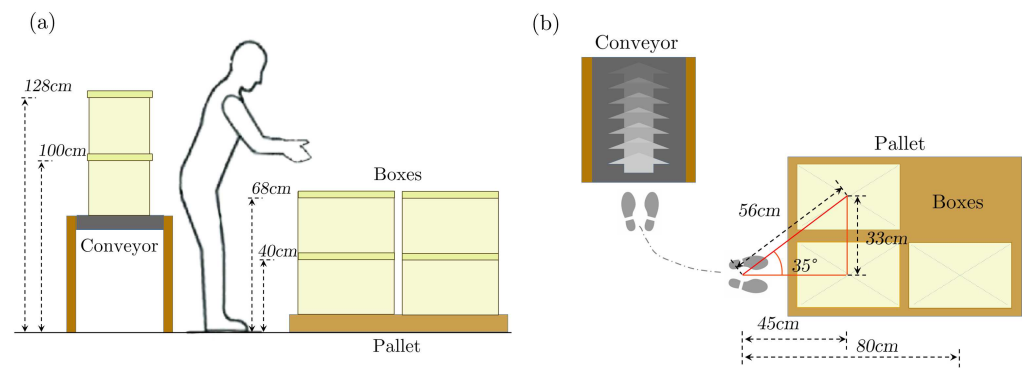 (a)
128cm
100cm
Conveyor
68cm
40cm
Boxes
Pallet
(b)
Conveyor
Pallet
Boxes
56cm
33cm
35°
45cm
80cm